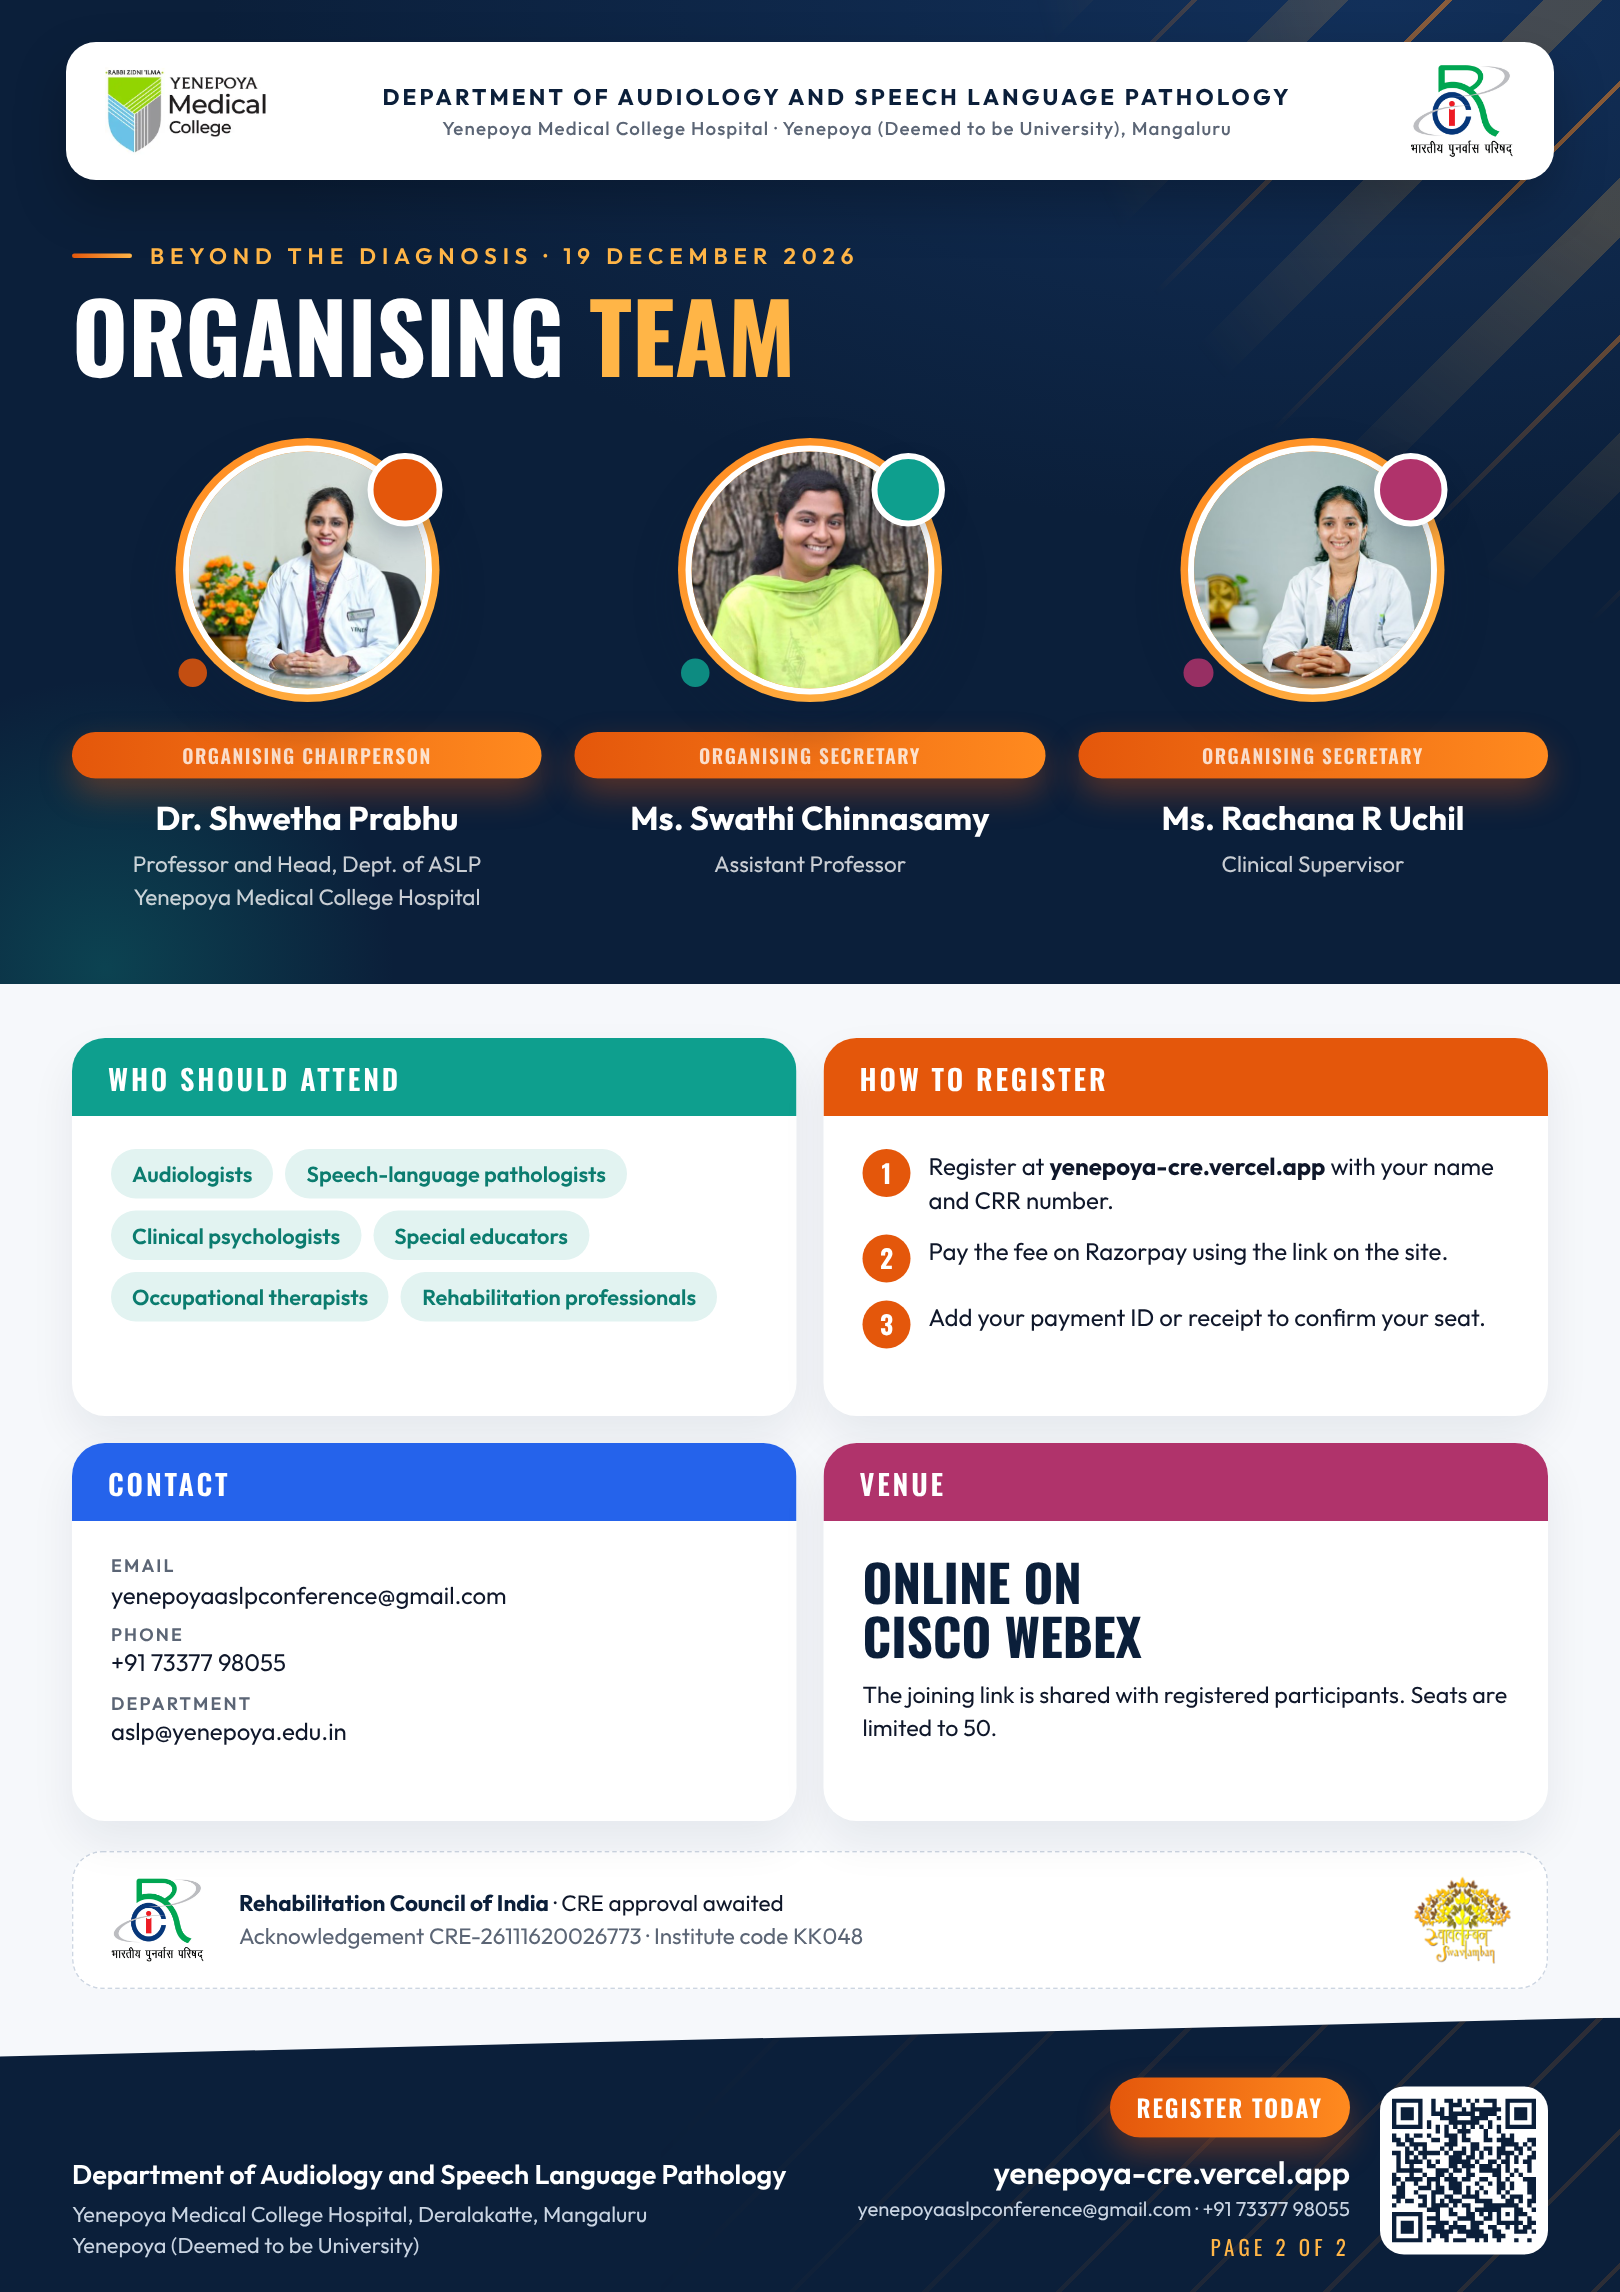 ·RABBI ZIDNI 'ILMA·
YENEPOYA
Medical
College
DEPARTMENT OF AUDIOLOGY AND SPEECH LANGUAGE PATHOLOGY
Yenepoya Medical College Hospital · Yenepoya (Deemed to be University), Mangaluru
भारतीय पुनर्वास परिषद्
BEYOND THE DIAGNOSIS · 19 DECEMBER 2026
ORGANISING TEAM
ORGANISING CHAIRPERSON
Dr. Shwetha Prabhu
Professor and Head, Dept. of ASLP
Yenepoya Medical College Hospital
ORGANISING SECRETARY
Ms. Swathi Chinnasamy
Assistant Professor
ORGANISING SECRETARY
Ms. Rachana R Uchil
Clinical Supervisor
WHO SHOULD ATTEND
Audiologists
Speech-language pathologists
Clinical psychologists
Special educators
Occupational therapists
Rehabilitation professionals
HOW TO REGISTER
1 Register at yenepoya-cre.vercel.app with your name
and CRR number.
2 Pay the fee on Razorpay using the link on the site.
3 Add your payment ID or receipt to confirm your seat.
CONTACT
EMAIL
yenepoyaaslpconference@gmail.com
PHONE
+91 73377 98055
DEPARTMENT
aslp@yenepoya.edu.in
VENUE
ONLINE ON
CISCO WEBEX
The joining link is shared with registered participants. Seats are
limited to 50.
भारतीय पुनर्वास परिषद्
Rehabilitation Council of India · CRE approval awaited
Acknowledgement CRE-26111620026773 · Institute code KK048
स्वावलम्बन
Swavlamban
Department of Audiology and Speech Language Pathology
Yenepoya Medical College Hospital, Deralakatte, Mangaluru
Yenepoya (Deemed to be University)
REGISTER TODAY
yenepoya-cre.vercel.app
yenepoyaaslpconference@gmail.com · +91 73377 98055
PAGE 2 OF 2